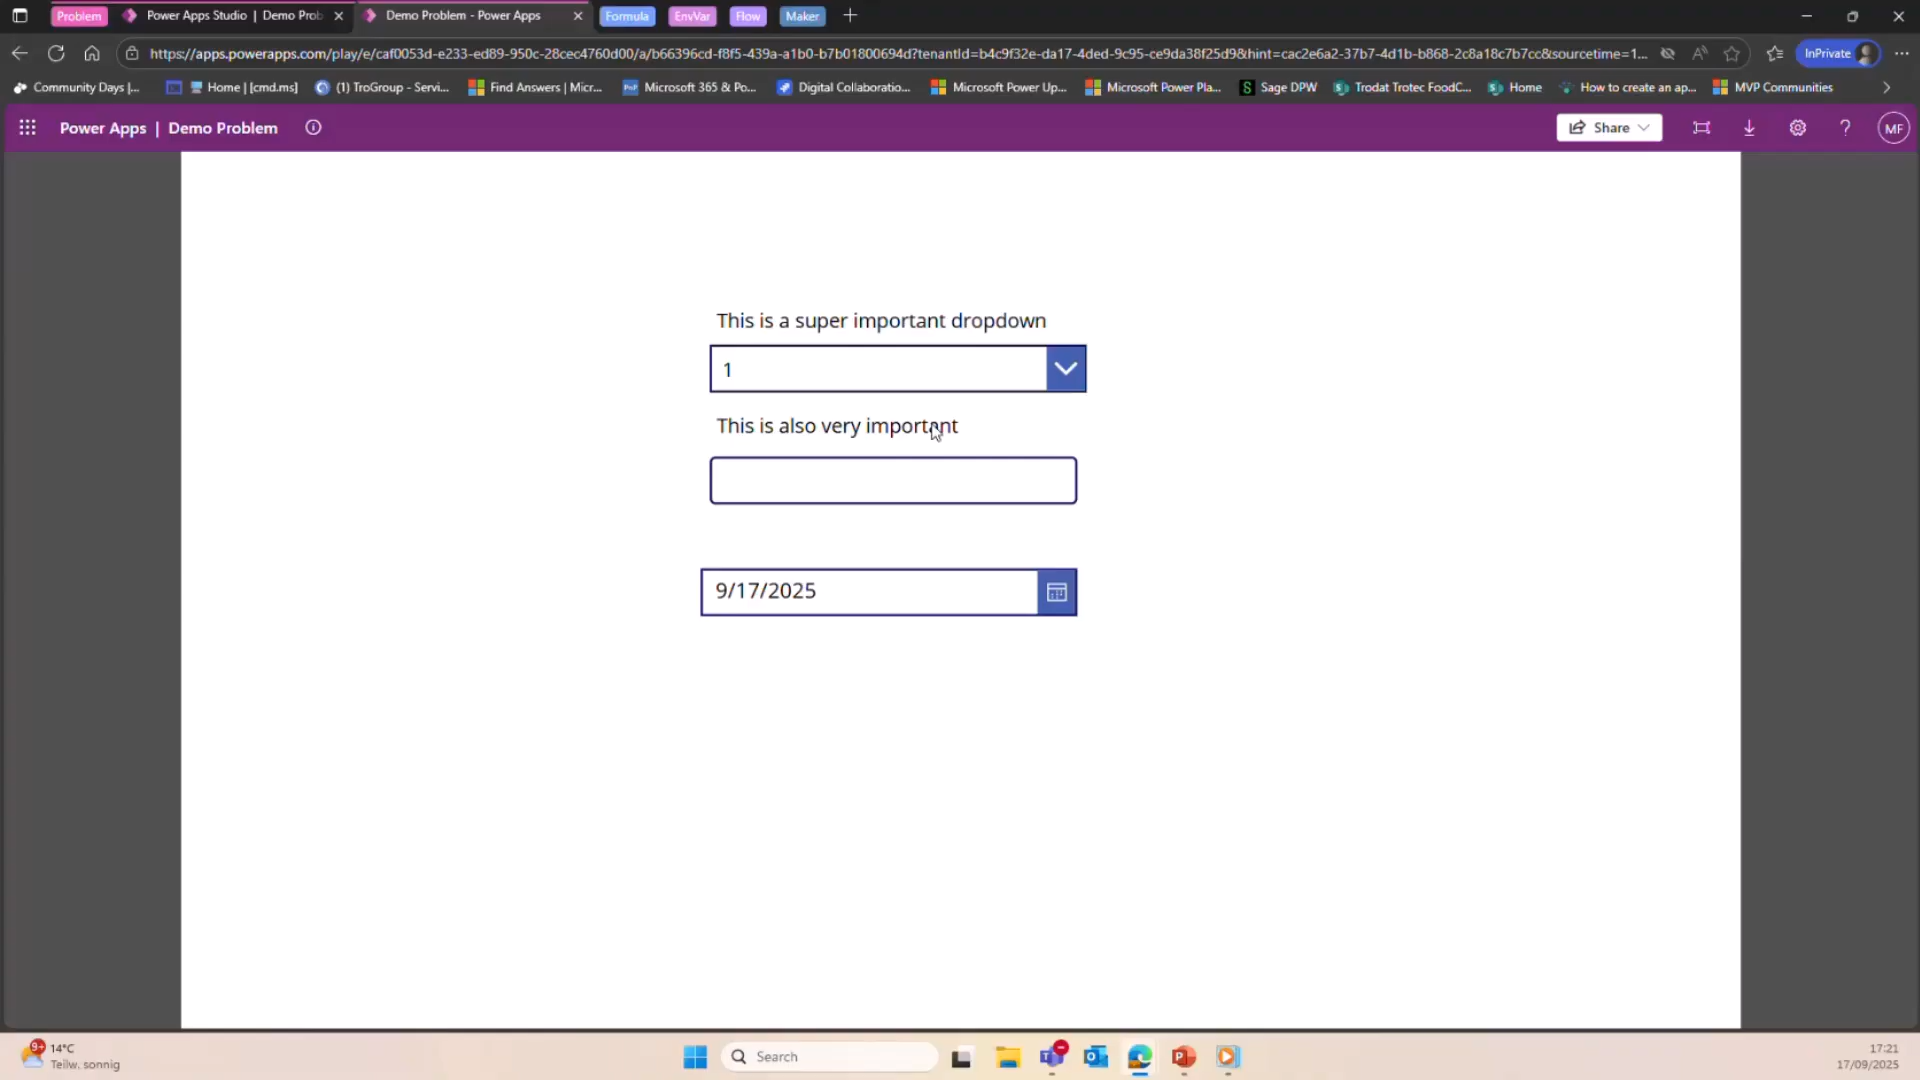 Problem
Power Apps Studio | Demo Prob
Demo Problem - Power Apps
Formula
EnvVar
Flow
Maker
https://apps.powerapps.com/play/e/caf0053d-e233-ed89-950c-28cec4760d00/a/b66396cd-f8f5-439a-a1b0-b7b01800694d?tenantId=b4c9f32e-da17-4ded-9c95-ce9da38f25d9&hint=cac2e6a2-37b7-4d1b-b868-2c8a18c7b7cc&sourcetime=1...
InPrivate
Community Days |...
Home | [cmd.ms]
(1) TroGroup - Servi...
Find Answers | Micr...
Microsoft 365 & Po...
Digital Collaboratio...
Microsoft Power Up...
Microsoft Power Pla...
Sage DPW
Trodat Trotec FoodC...
Home
How to create an ap...
MVP Communities
Power Apps | Demo Problem
Share
MF
This is a super important dropdown
1
This is also very important
9/17/2025
9+
14°C
Teilw. sonnig
Search
17:21
17/09/2025